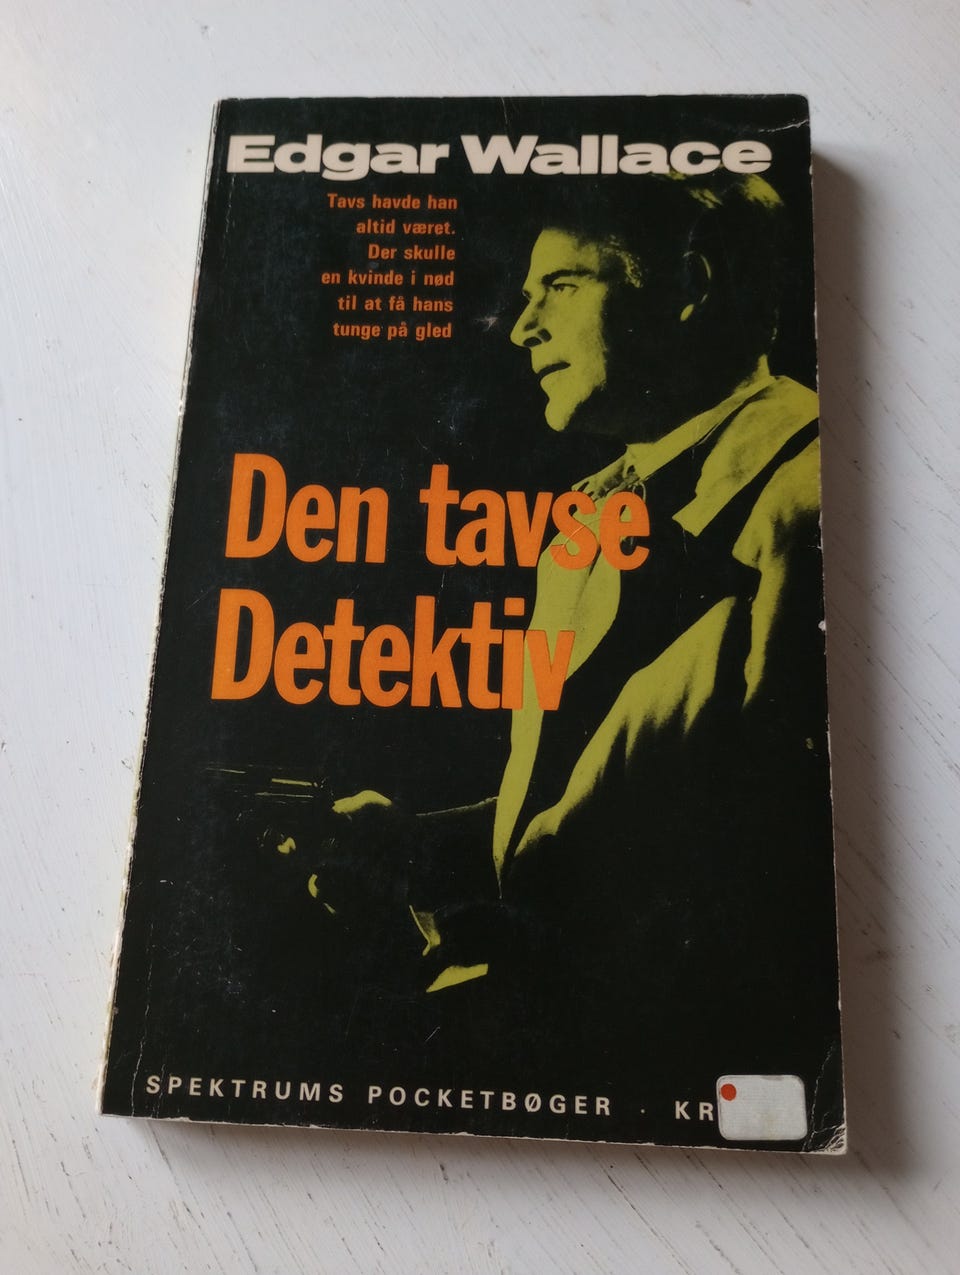 Edgar Wallace
Tavs havde han
altid været.
Der skulle
en kvinde i nød
til at få hans
tunge på gled
Den tavse
Detektiv
SPEKTRUMS POCKETBØGER · KR